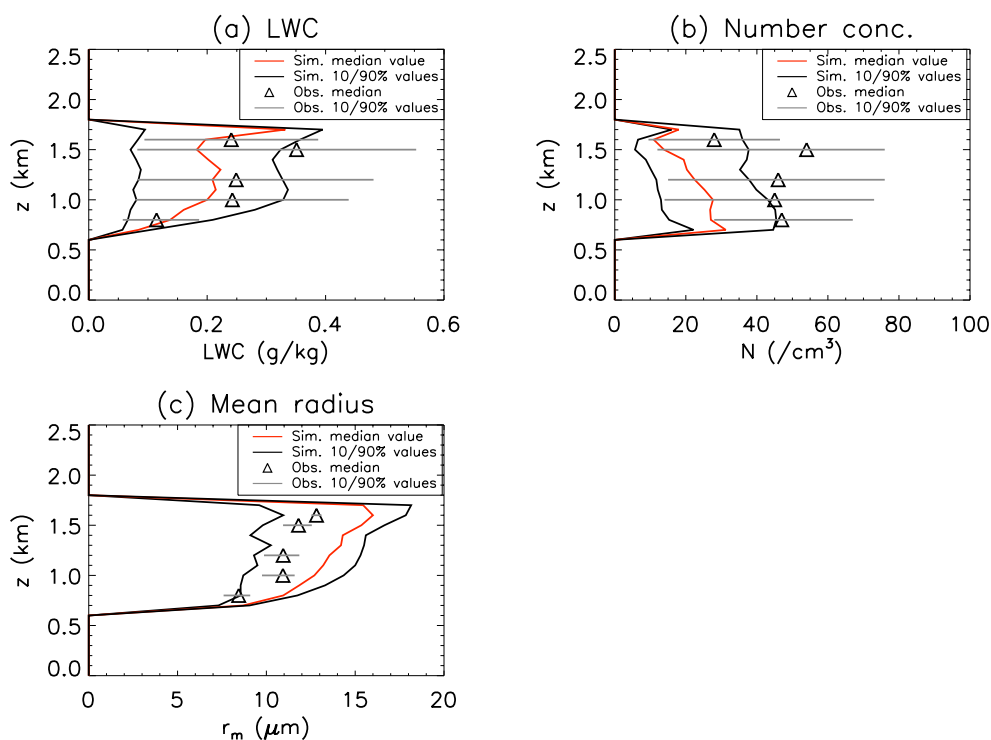 (a) LWC
2.5
2.0
1.5
1.0
0.5
0.0
z (km)
Sim. median value
Sim. 10/90% values
Obs. median
Obs. 10/90% values
0.0 0.2 0.4 0.6
LWC (g/kg)
(b) Number conc.
2.5
2.0
1.5
1.0
0.5
0.0
z (km)
Sim. median value
Sim. 10/90% values
Obs. median
Obs. 10/90% values
0 20 40 60 80 100
N (/cm³)
(c) Mean radius
2.5
2.0
1.5
1.0
0.5
0.0
z (km)
Sim. median value
Sim. 10/90% values
Obs. median
Obs. 10/90% values
0 5 10 15 20
rₘ (μm)